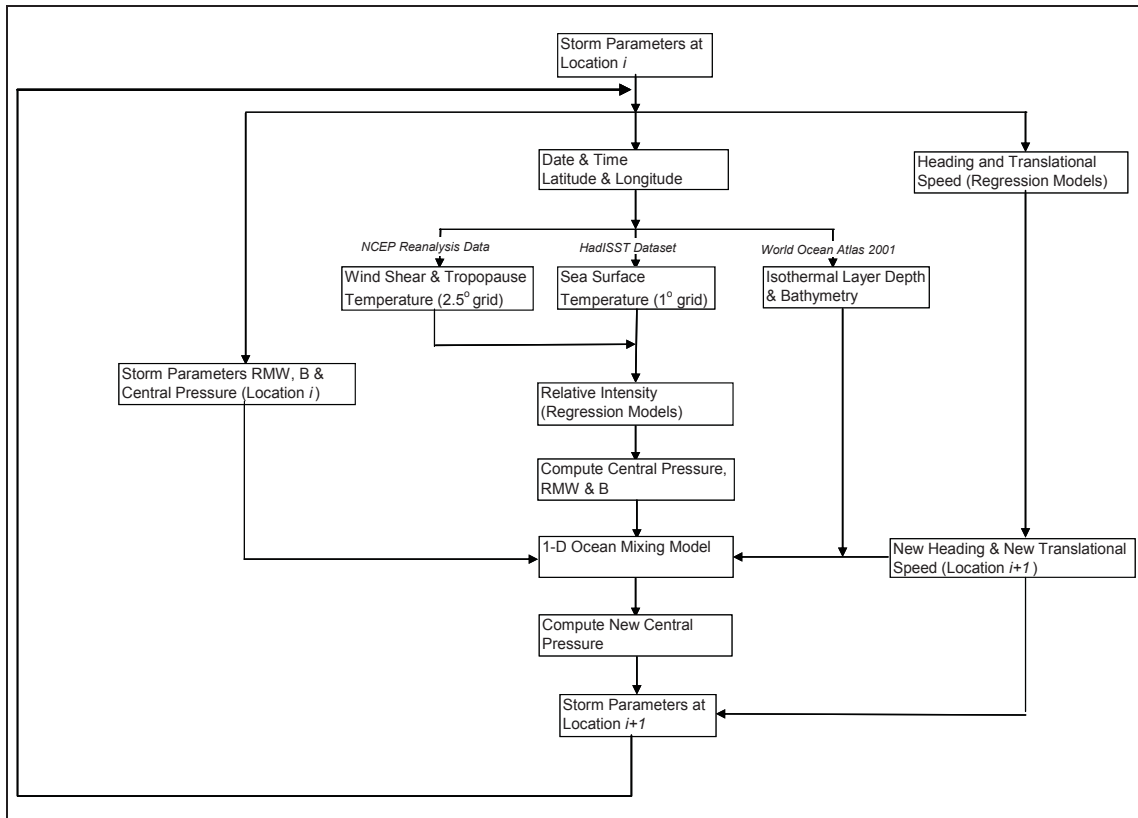 Storm Parameters at
Location i
Date & Time
Latitude & Longitude
Heading and Translational
Speed (Regression Models)
NCEP Reanalysis Data
HadISST Dataset
World Ocean Atlas 2001
Wind Shear & Tropopause
Temperature (2.5° grid)
Sea Surface
Temperature (1° grid)
Isothermal Layer Depth
& Bathymetry
Storm Parameters RMW, B &
Central Pressure (Location i)
Relative Intensity
(Regression Models)
Compute Central Pressure,
RMW & B
1-D Ocean Mixing Model
New Heading & New Translational
Speed (Location i+1)
Compute New Central
Pressure
Storm Parameters at
Location i+1